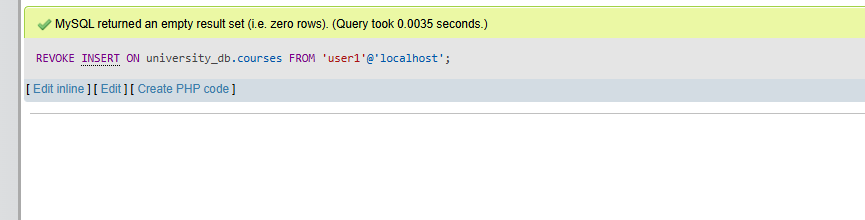 MySQL returned an empty result set (i.e. zero rows). (Query took 0.0035 seconds.)
REVOKE INSERT ON university_db.courses FROM 'user1'@'localhost';
[ Edit inline ] [ Edit ] [ Create PHP code ]